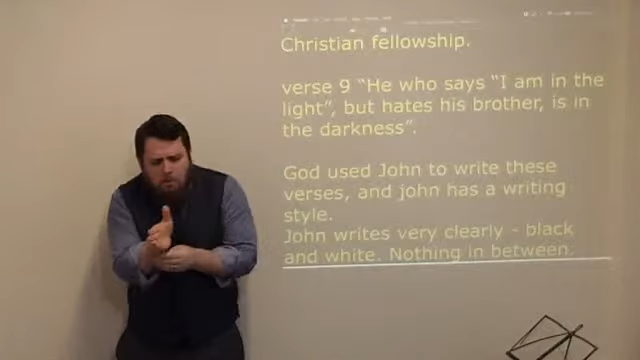 Christian fellowship.
verse 9 “He who says “I am in the
light”, but hates his brother, is in
the darkness”.
God used John to write these
verses, and john has a writing
style.
John writes very clearly - black
and white. Nothing in between.